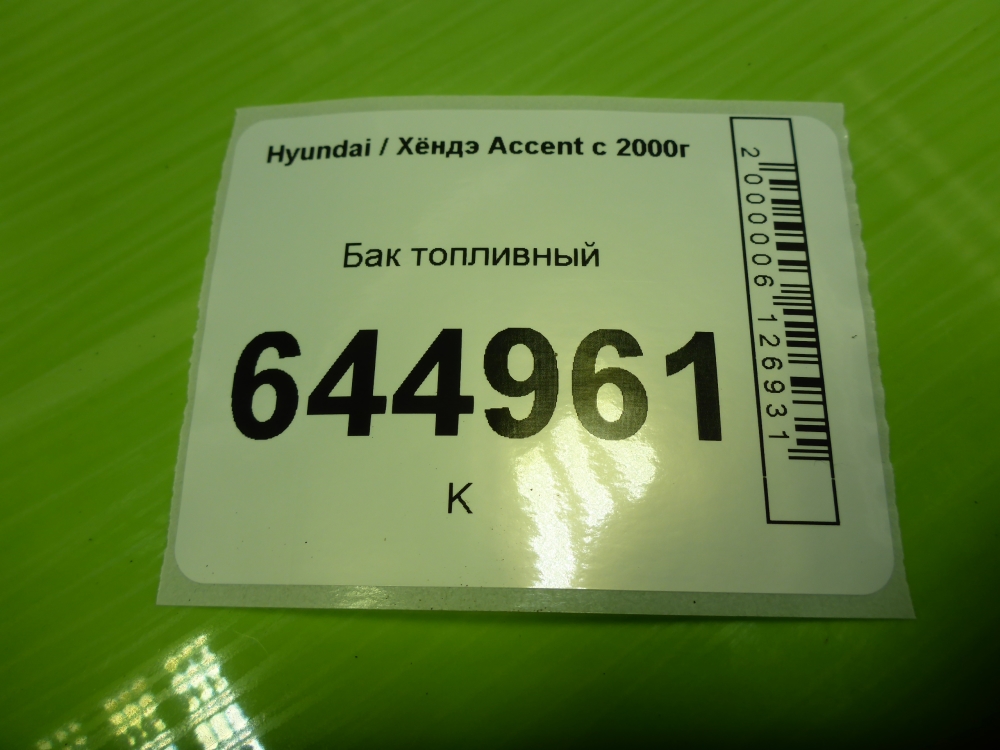 Hyundai / Хёндэ Accent с 2000г
Бак топливный
644961
К
2000006126931